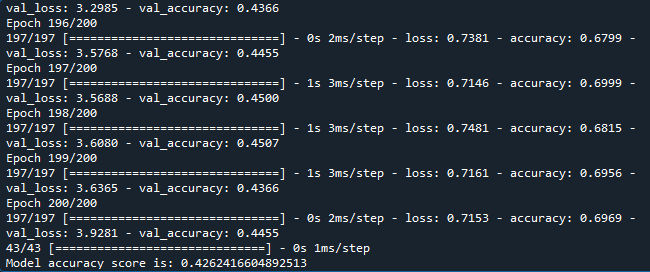 val_loss: 3.2985 - val_accuracy: 0.4366
Epoch 196/200
197/197 [==============================] - 0s 2ms/step - loss: 0.7381 - accuracy: 0.6799 -
val_loss: 3.5768 - val_accuracy: 0.4455
Epoch 197/200
197/197 [==============================] - 1s 3ms/step - loss: 0.7146 - accuracy: 0.6999 -
val_loss: 3.5688 - val_accuracy: 0.4500
Epoch 198/200
197/197 [==============================] - 1s 3ms/step - loss: 0.7481 - accuracy: 0.6815 -
val_loss: 3.6080 - val_accuracy: 0.4507
Epoch 199/200
197/197 [==============================] - 1s 3ms/step - loss: 0.7161 - accuracy: 0.6956 -
val_loss: 3.6365 - val_accuracy: 0.4366
Epoch 200/200
197/197 [==============================] - 0s 2ms/step - loss: 0.7153 - accuracy: 0.6969 -
val_loss: 3.9281 - val_accuracy: 0.4455
43/43 [==============================] - 0s 1ms/step
Model accuracy score is: 0.4262416604892513